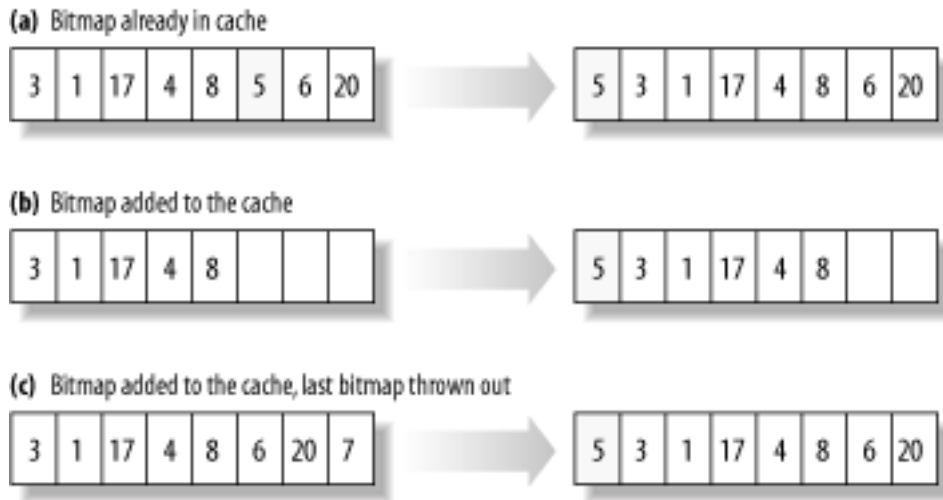 (a) Bitmap already in cache
3 1 17 4 8 5 6 20
5 3 1 17 4 8 6 20
(b) Bitmap added to the cache
3 1 17 4 8
5 3 1 17 4 8
(c) Bitmap added to the cache, last bitmap thrown out
3 1 17 4 8 6 20 7
5 3 1 17 4 8 6 20